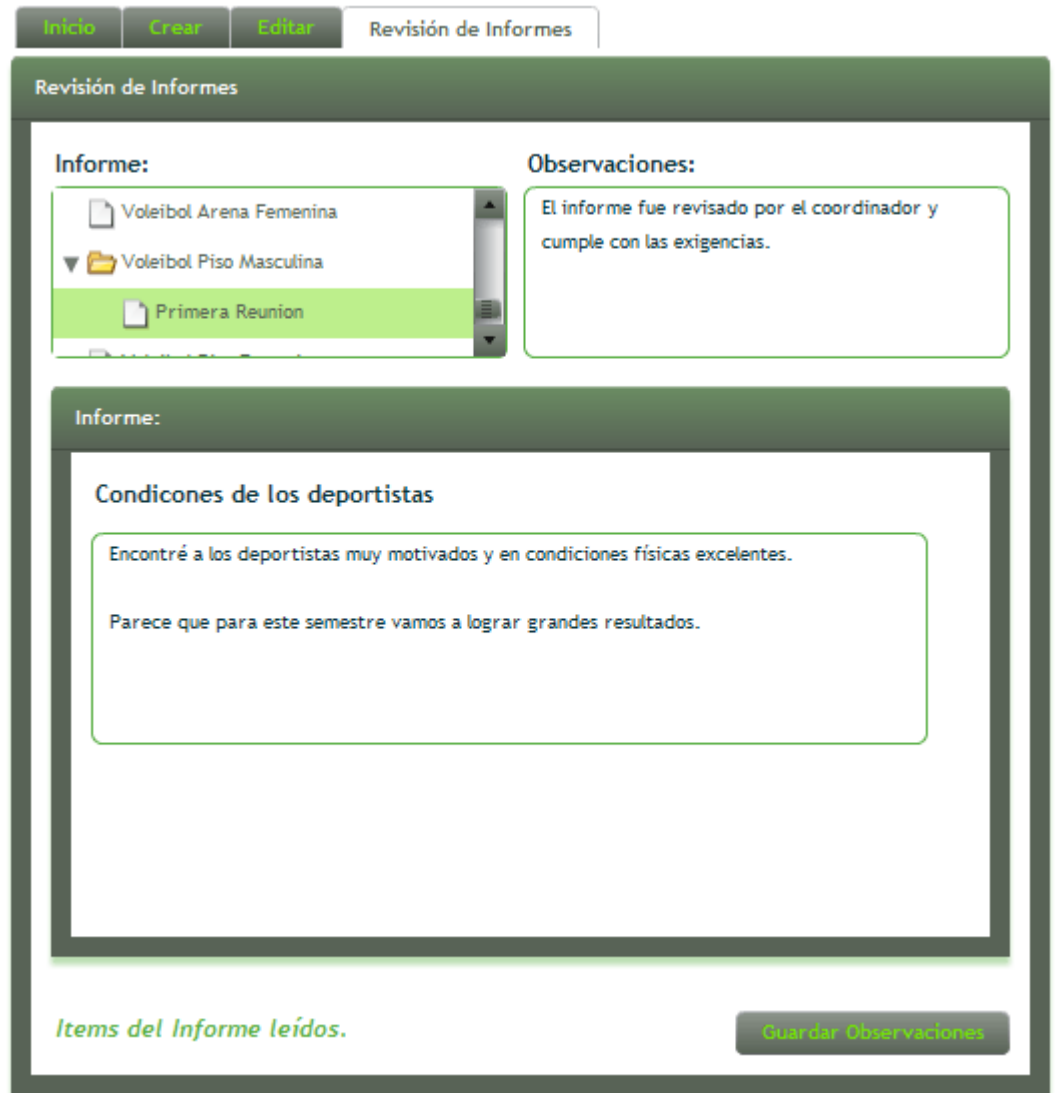 Inicio Crear Editar Revisión de Informes
Revisión de Informes
Informe:
Voleibol Arena Femenina
Voleibol Piso Masculina
Primera Reunion
Observaciones:
El informe fue revisado por el coordinador y
cumple con las exigencias.
Informe:
Condicones de los deportistas
Encontré a los deportistas muy motivados y en condiciones físicas excelentes.
Parece que para este semestre vamos a lograr grandes resultados.
Items del Informe leídos.
Guardar Observaciones